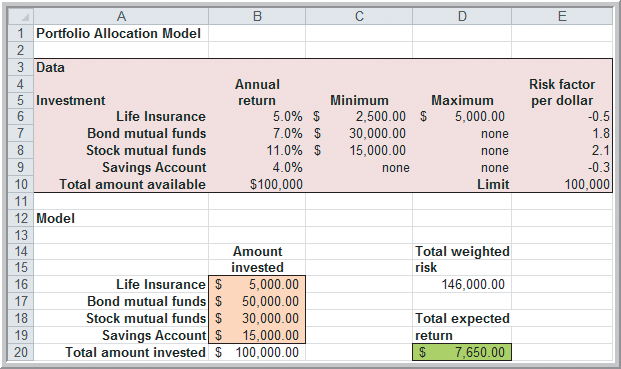 A B C D E
1 Portfolio Allocation Model
2
3 Data
4 Annual Risk factor
5 Investment return Minimum Maximum per dollar
6 Life Insurance 5.0% $ 2,500.00 $ 5,000.00 -0.5
7 Bond mutual funds 7.0% $ 30,000.00 none 1.8
8 Stock mutual funds 11.0% $ 15,000.00 none 2.1
9 Savings Account 4.0% none none -0.3
10 Total amount available $100,000 Limit 100,000
11
12 Model
13
14 Amount Total weighted
15 invested risk
16 Life Insurance $ 5,000.00 146,000.00
17 Bond mutual funds $ 50,000.00
18 Stock mutual funds $ 30,000.00 Total expected
19 Savings Account $ 15,000.00 return
20 Total amount invested $ 100,000.00 $ 7,650.00